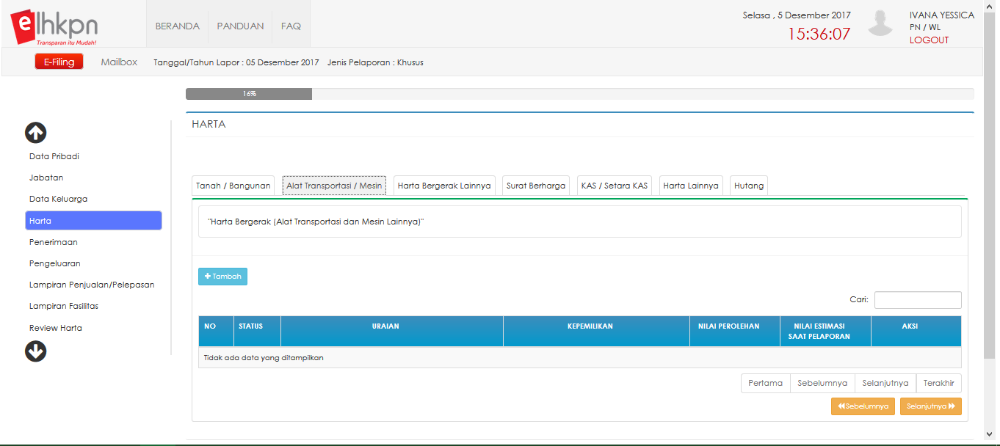 elhkpn
Transparan itu Mudah!
BERANDA PANDUAN FAQ
Selasa , 5 Desember 2017
15:36:07
IVANA YESSICA
PN / WL
LOGOUT
E-Filing Mailbox Tanggal/Tahun Lapor : 05 Desember 2017 Jenis Pelaporan : Khusus
16%
Data Pribadi
Jabatan
Data Keluarga
Harta
Penerimaan
Pengeluaran
Lampiran Penjualan/Pelepasan
Lampiran Fasilitas
Review Harta
HARTA
Tanah / Bangunan Alat Transportasi / Mesin Harta Bergerak Lainnya Surat Berharga KAS / Setara KAS Harta Lainnya Hutang
"Harta Bergerak (Alat Transportasi dan Mesin Lainnya)"
+ Tambah
Cari:
NO STATUS URAIAN KEPEMILIKAN NILAI PEROLEHAN NILAI ESTIMASI SAAT PELAPORAN AKSI
Tidak ada data yang ditampilkan
Pertama Sebelumnya Selanjutnya Terakhir
Sebelumnya Selanjutnya